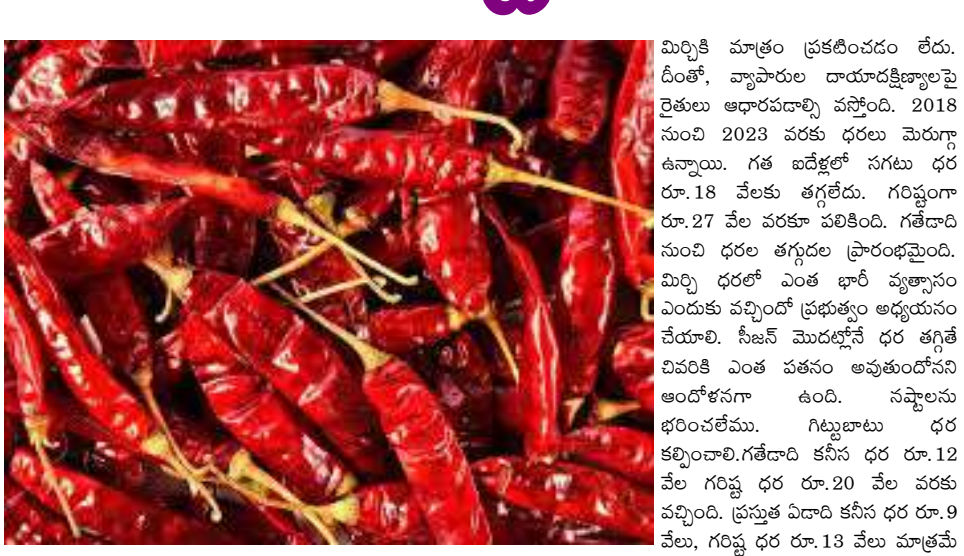 మిర్చికి మాత్రం ప్రకటించడం లేదు.
దీంతో, వ్యాపారుల దాయాదక్షిణ్యాలపై
రైతులు ఆధారపడాల్సి వస్తోంది. 2018
నుంచి 2023 వరకు ధరలు మెరుగ్గా
ఉన్నాయి. గత ఐదేళ్లలో సగటు ధర
రూ.18 వేలకు తగ్గలేదు. గరిష్టంగా
రూ.27 వేల వరకూ పలికింది. గతేడాది
నుంచి ధరల తగ్గుదల ప్రారంభమైంది.
మిర్చి ధరలో ఎంత భారీ వ్యత్సాసం
ఎందుకు వచ్చిందో ప్రభుత్వం అధ్యయనం
చేయాలి. సీజన్ మొదట్లోనే ధర తగ్గితే
చివరికి ఎంత పతనం అవుతుందోనని
ఆందోళనగా ఉంది. నష్టాలను
భరించలేము. గిట్టుబాటు ధర
కల్పించాలి.గతేడాది కనీస ధర రూ.12
వేల గరిష్ట ధర రూ.20 వేల వరకు
వచ్చింది. ప్రస్తుత ఏడాది కనీస ధర రూ.9
వేలు, గరిష్ట ధర రూ.13 వేలు మాత్రమే